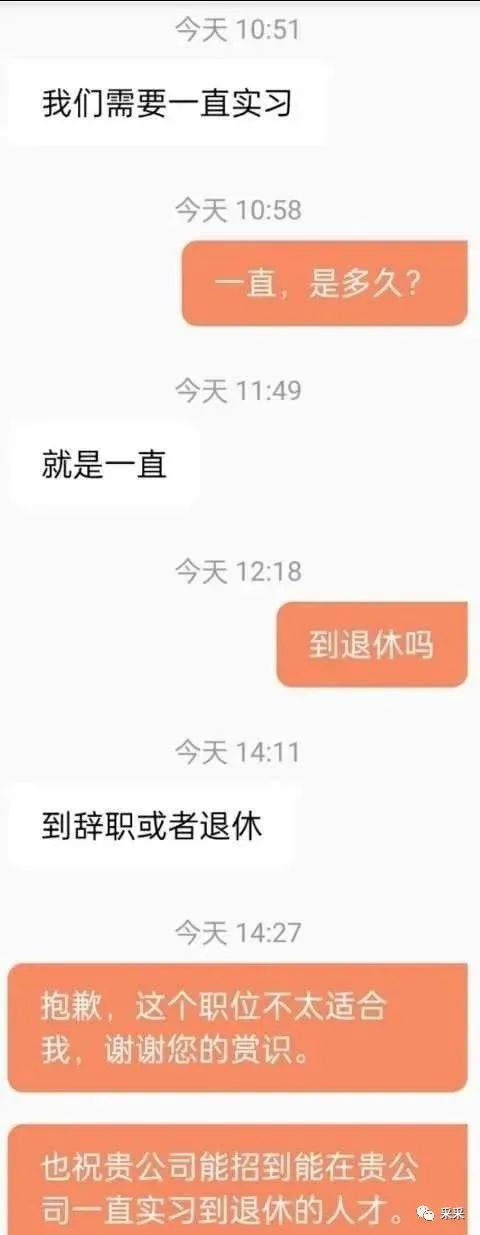 今天 10:51
我们需要一直实习
今天 10:58
一直，是多久？
今天 11:49
就是一直
今天 12:18
到退休吗
今天 14:11
到辞职或者退休
今天 14:27
抱歉，这个职位不太适合
我，谢谢您的赏识。
也祝贵公司能招到能在贵公
司一直实习到退休的人才。
来来